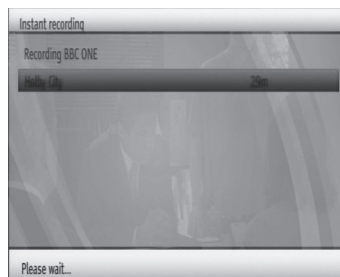 Instant recording
Recording BBC ONE
Holby City 29m
Please wait...